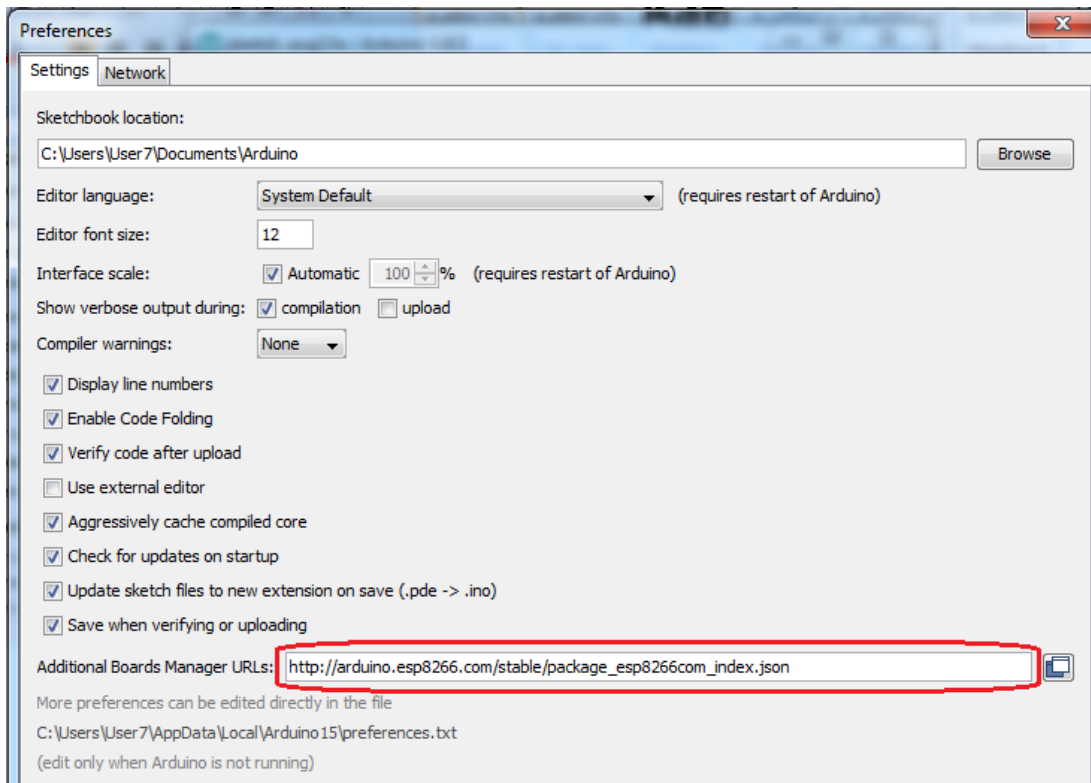 Preferences
Settings Network
Sketchbook location:
C:\Users\User7\Documents\Arduino Browse
Editor language: System Default (requires restart of Arduino)
Editor font size: 12
Interface scale: Automatic 100 % (requires restart of Arduino)
Show verbose output during: compilation upload
Compiler warnings: None
Display line numbers
Enable Code Folding
Verify code after upload
Use external editor
Aggressively cache compiled core
Check for updates on startup
Update sketch files to new extension on save (.pde -> .ino)
Save when verifying or uploading
Additional Boards Manager URLs: http://arduino.esp8266.com/stable/package_esp8266com_index.json
More preferences can be edited directly in the file
C:\Users\User7\AppData\Local\Arduino15\preferences.txt
(edit only when Arduino is not running)